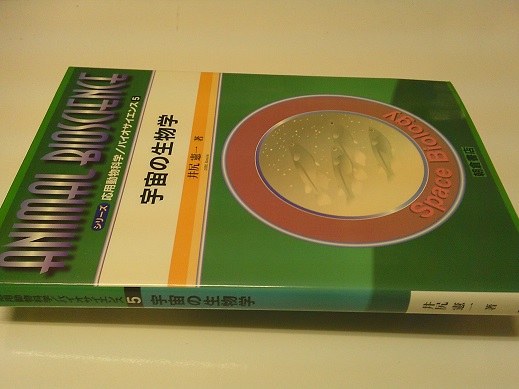 ANIMAL BIOSCIENCE
シリーズ 応用動物科学/バイオサイエンス 5
宇宙の生物学
井尻 憲一 著
Space Biology
朝倉書店
応用動物科学/バイオサイエンス 5 宇宙の生物学 井尻憲一 著